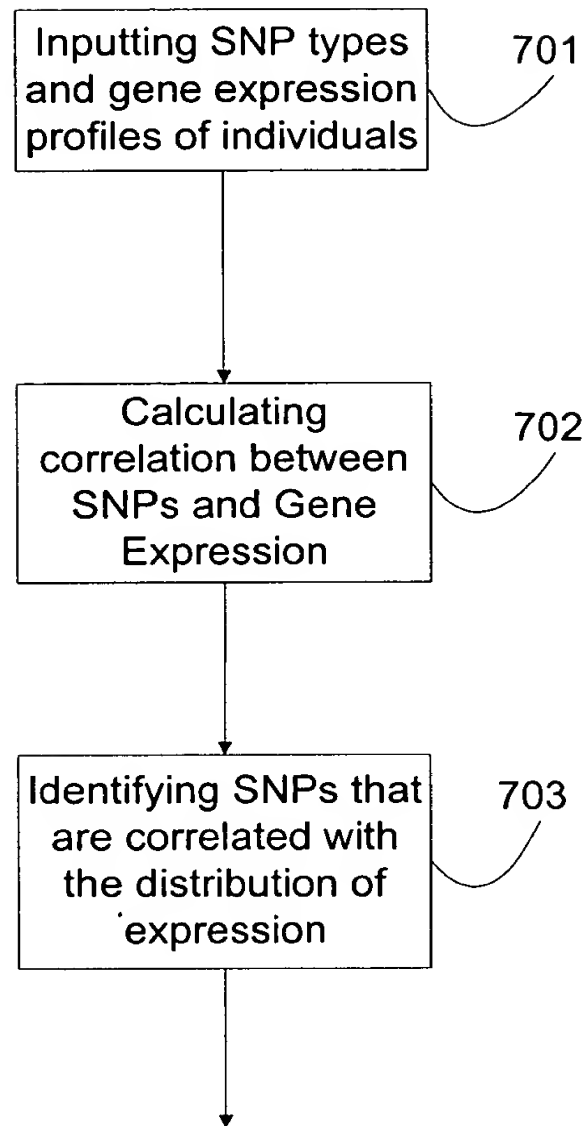 Inputting SNP types
and gene expression
profiles of individuals
701
Calculating
correlation between
SNPs and Gene
Expression
702
Identifying SNPs that
are correlated with
the distribution of
expression
703